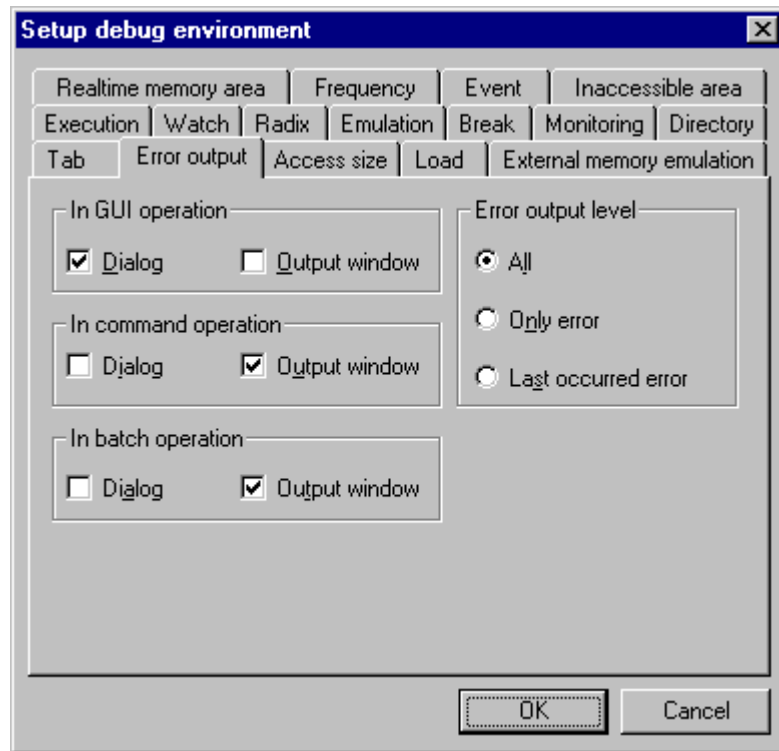 Setup debug environment
Realtime memory area Frequency Event Inaccessible area
Execution Watch Radix Emulation Break Monitoring Directory
Tab Error output Access size Load External memory emulation
In GUI operation
Dialog Output window
In command operation
Dialog Output window
In batch operation
Dialog Output window
Error output level
All
Only error
Last occurred error
OK Cancel